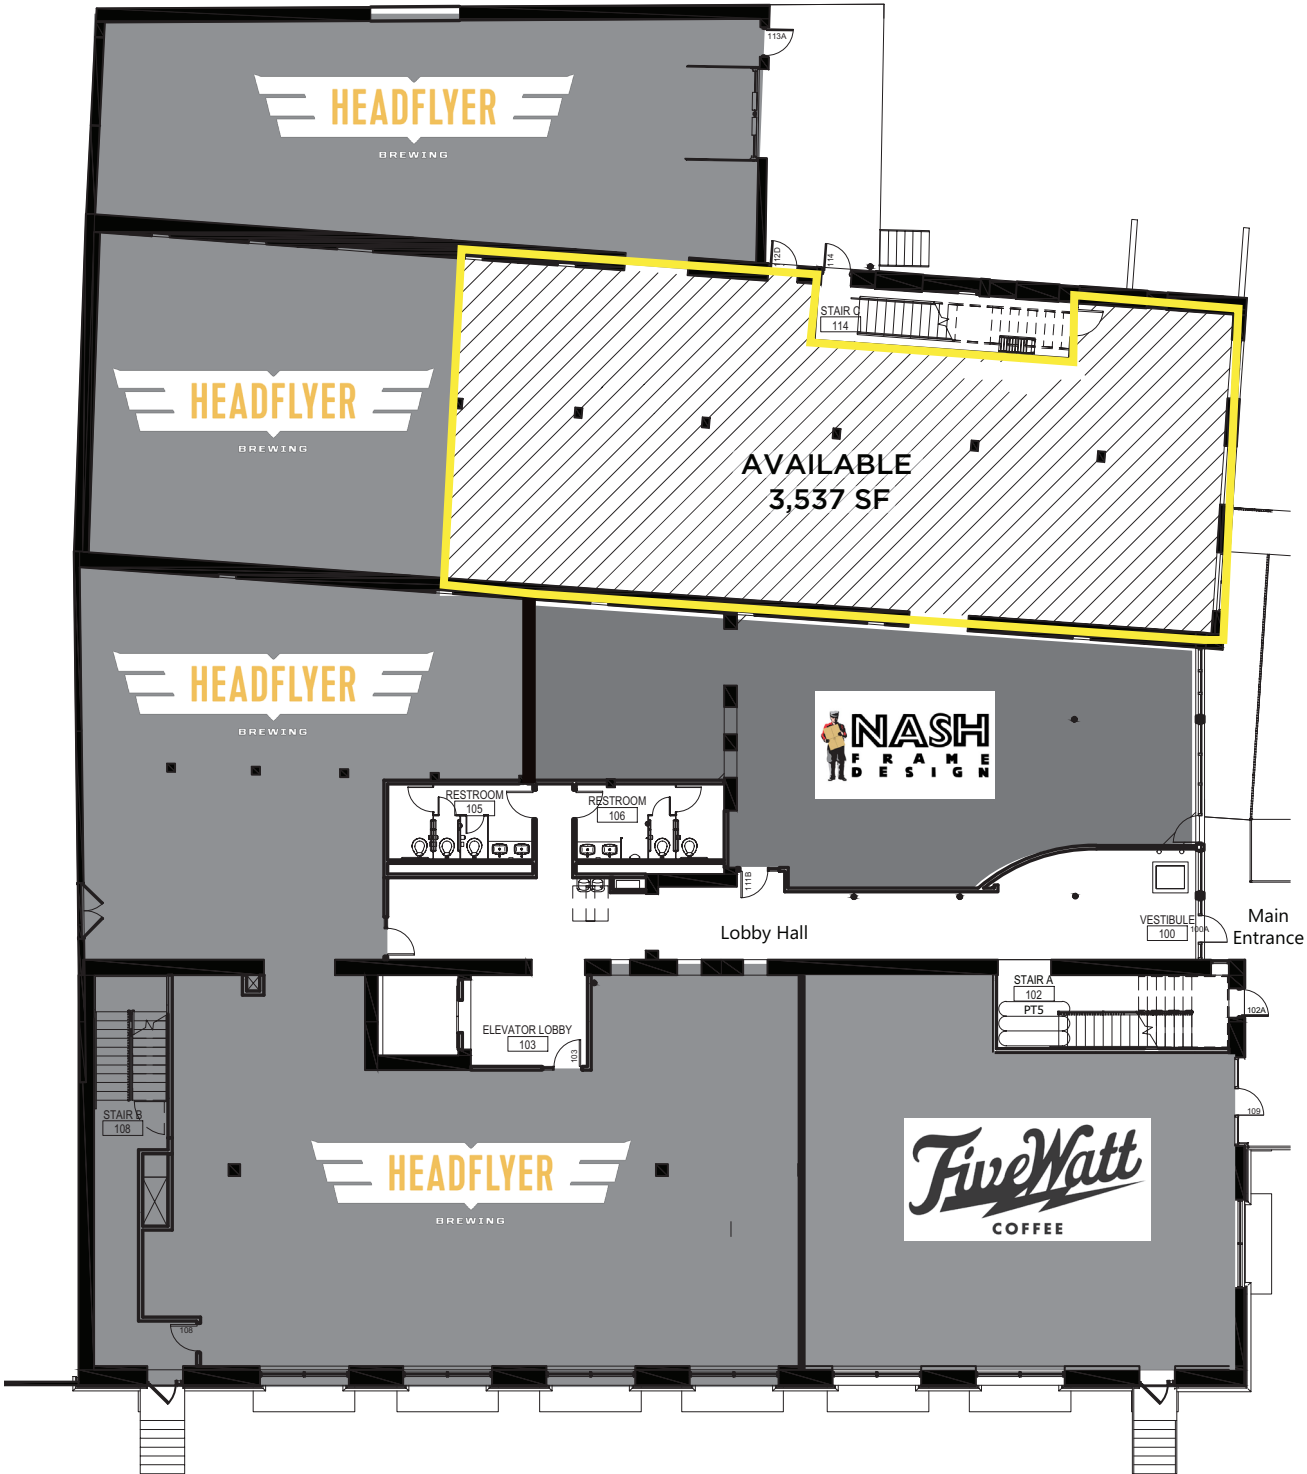 113A
HEADFLYER
BREWING
112D
114
STAIR C
114
HEADFLYER
BREWING
AVAILABLE
3,537 SF
HEADFLYER
BREWING
NASH
FRAME
DESIGN
RESTROOM
105
RESTROOM
106
111B
Lobby Hall
VESTIBULE
100
100A
Main
Entrance
STAIR A
102
PT5
102A
ELEVATOR LOBBY
103
103
STAIR B
108
109
HEADFLYER
BREWING
FiveWatt
COFFEE
108